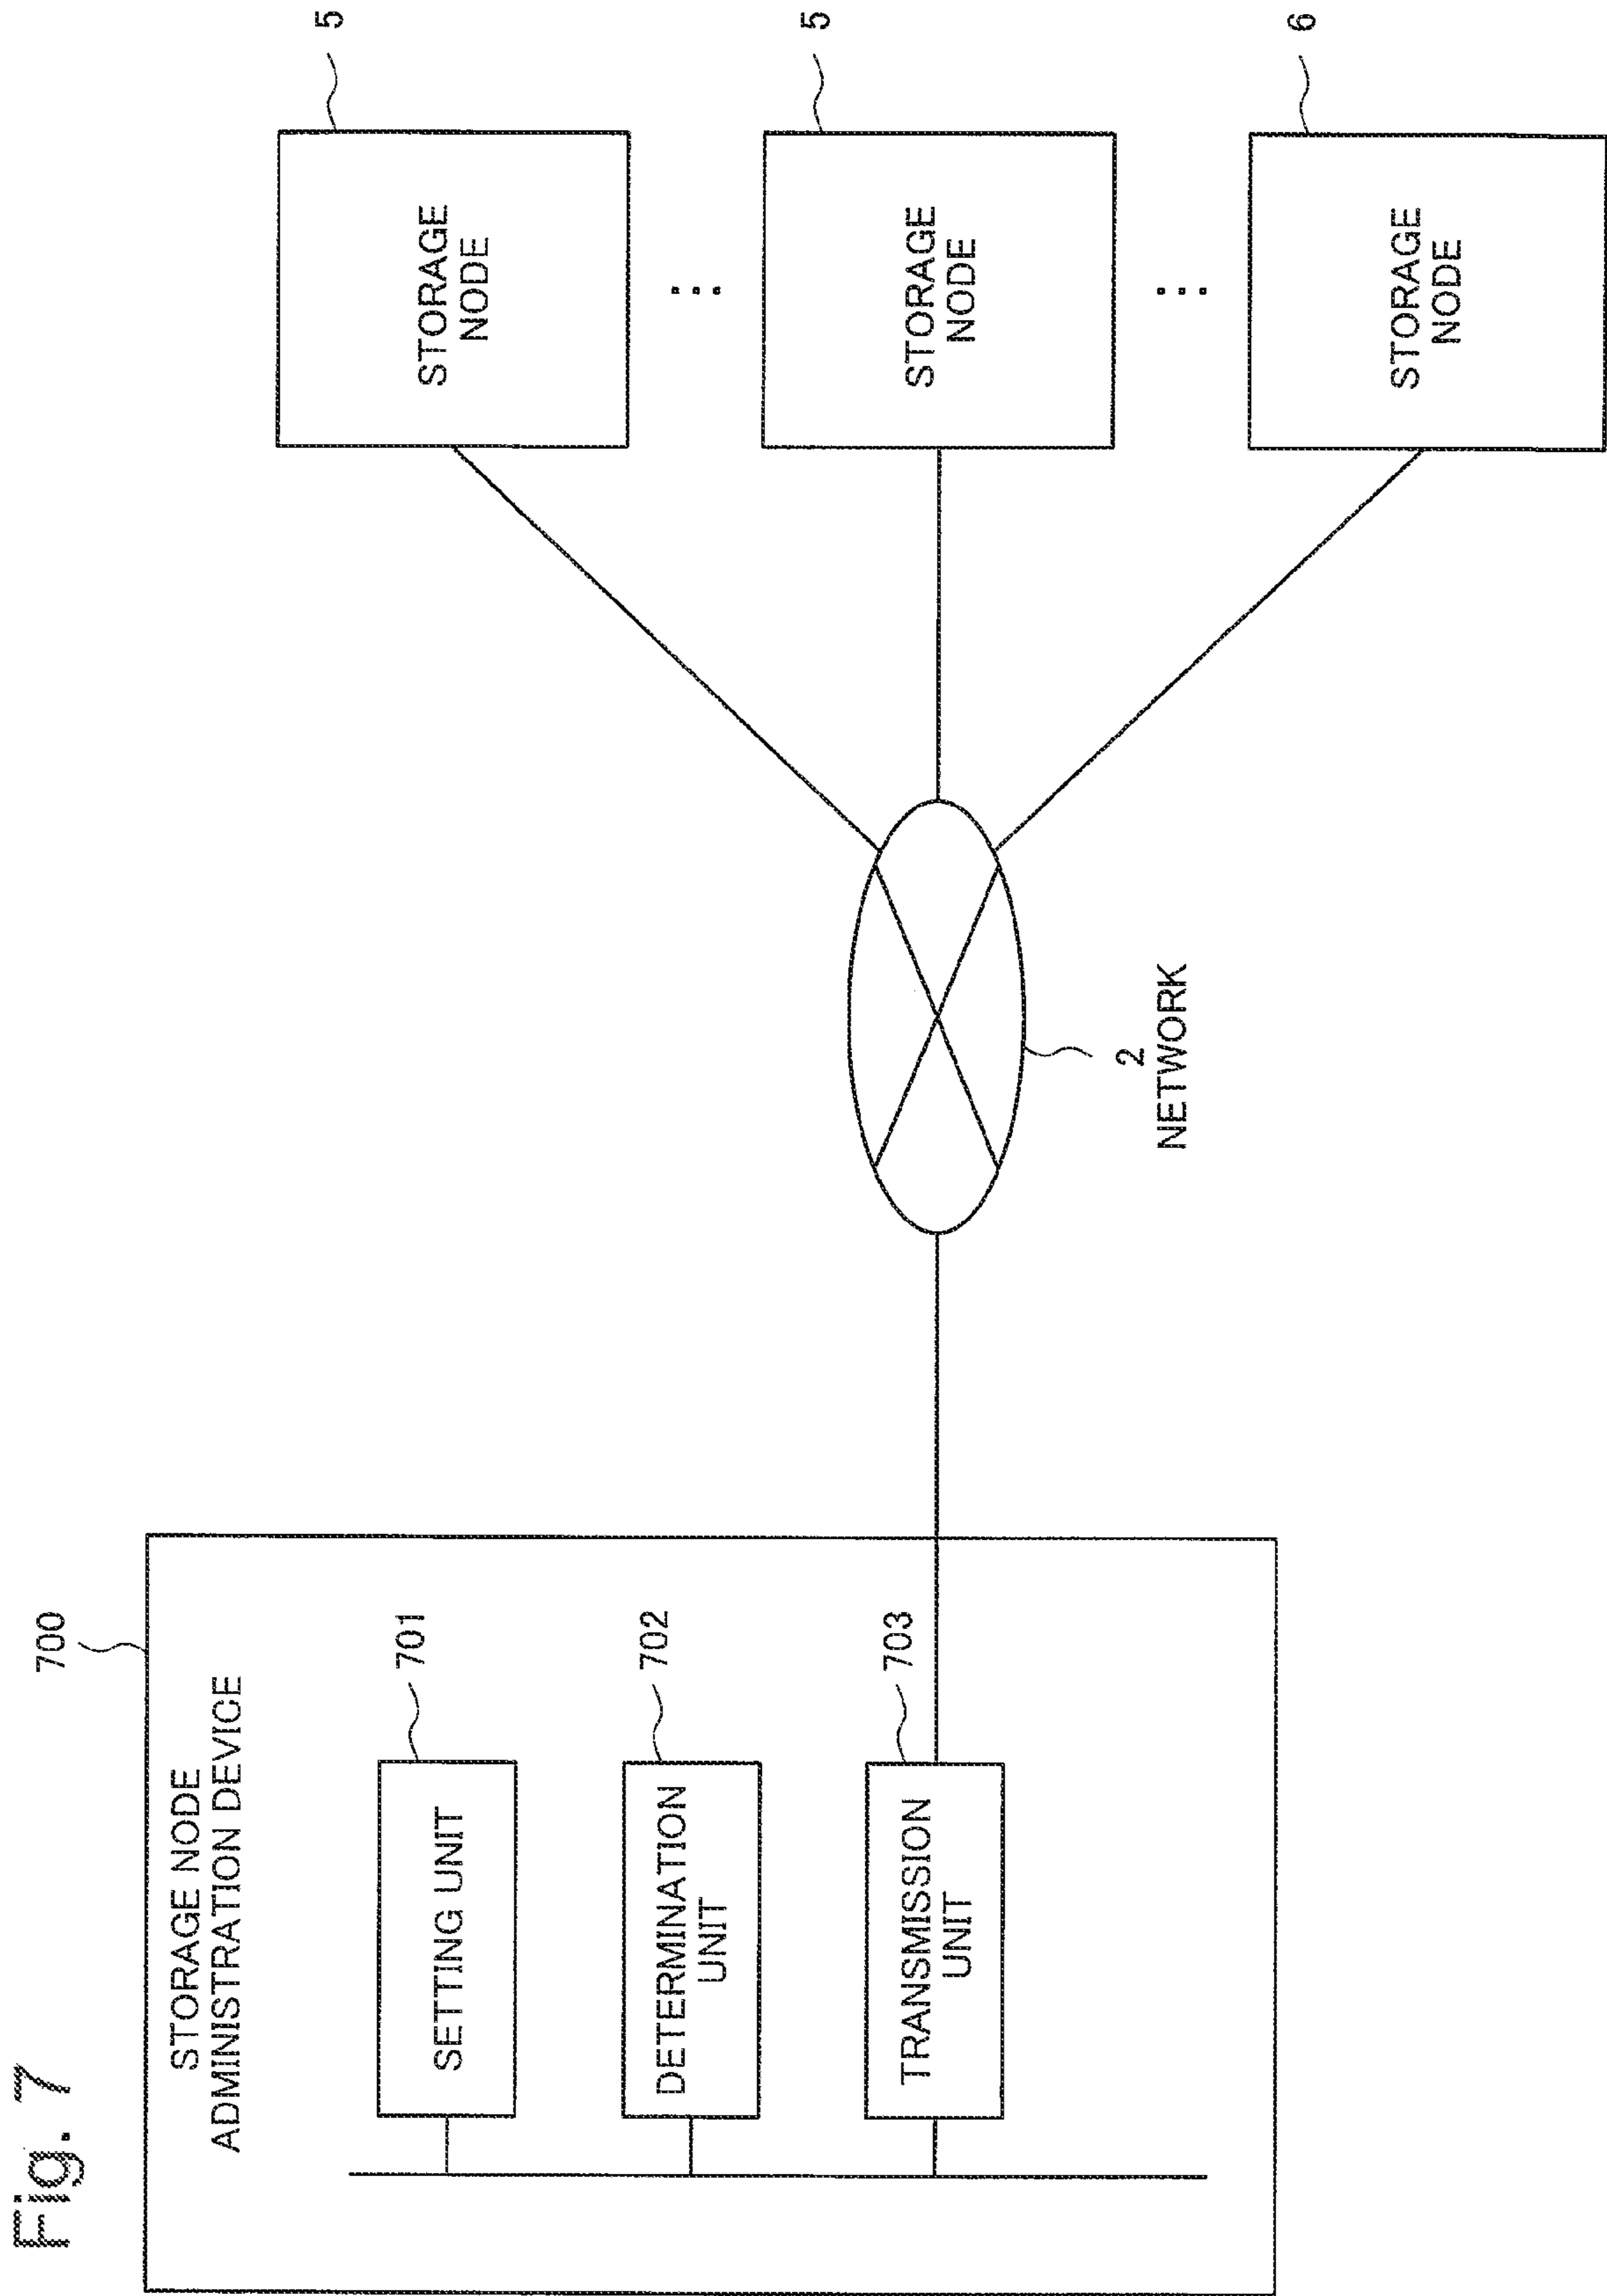 Fig. 7
700
STORAGE NODE
ADMINISTRATION DEVICE
701
SETTING UNIT
702
DETERMINATION
UNIT
703
TRANSMISSION
UNIT
2
NETWORK
5
STORAGE
NODE
5
STORAGE
NODE
6
STORAGE
NODE